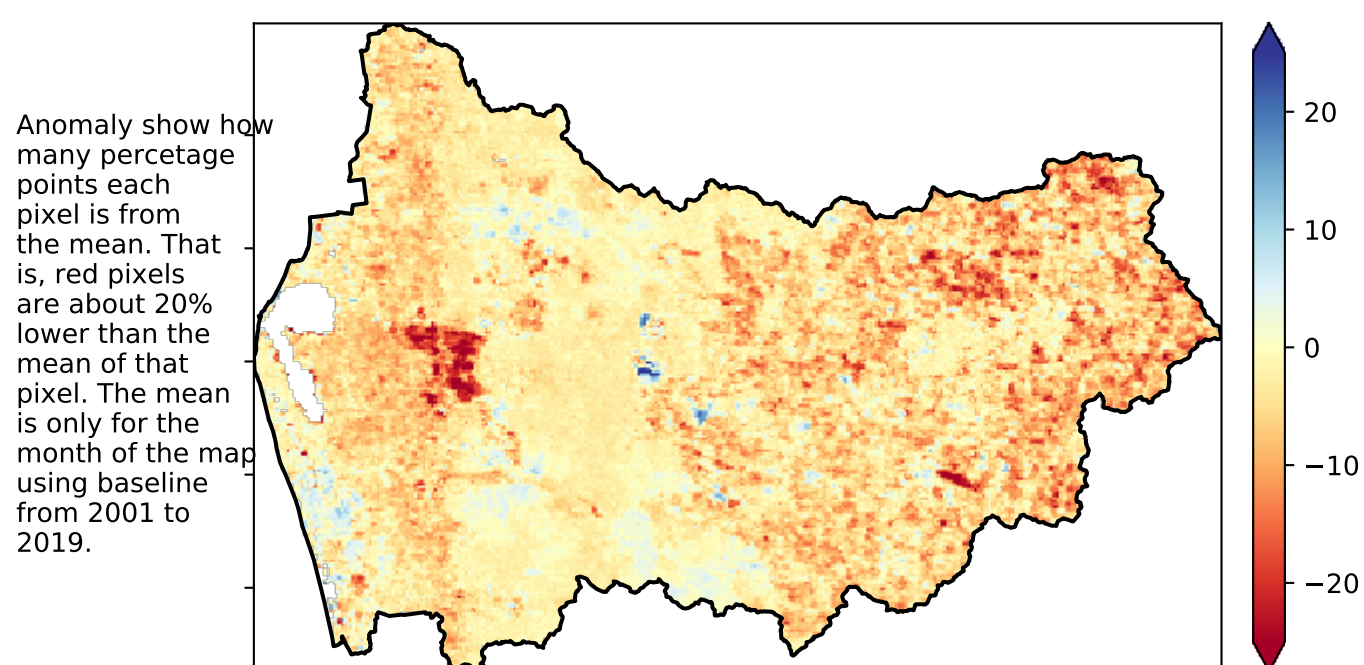 Anomaly show how
many percetage
points each
pixel is from
the mean. That
is, red pixels
are about 20%
lower than the
mean of that
pixel. The mean
is only for the
month of the map
using baseline
from 2001 to
2019.
20
10
0
−10
−20